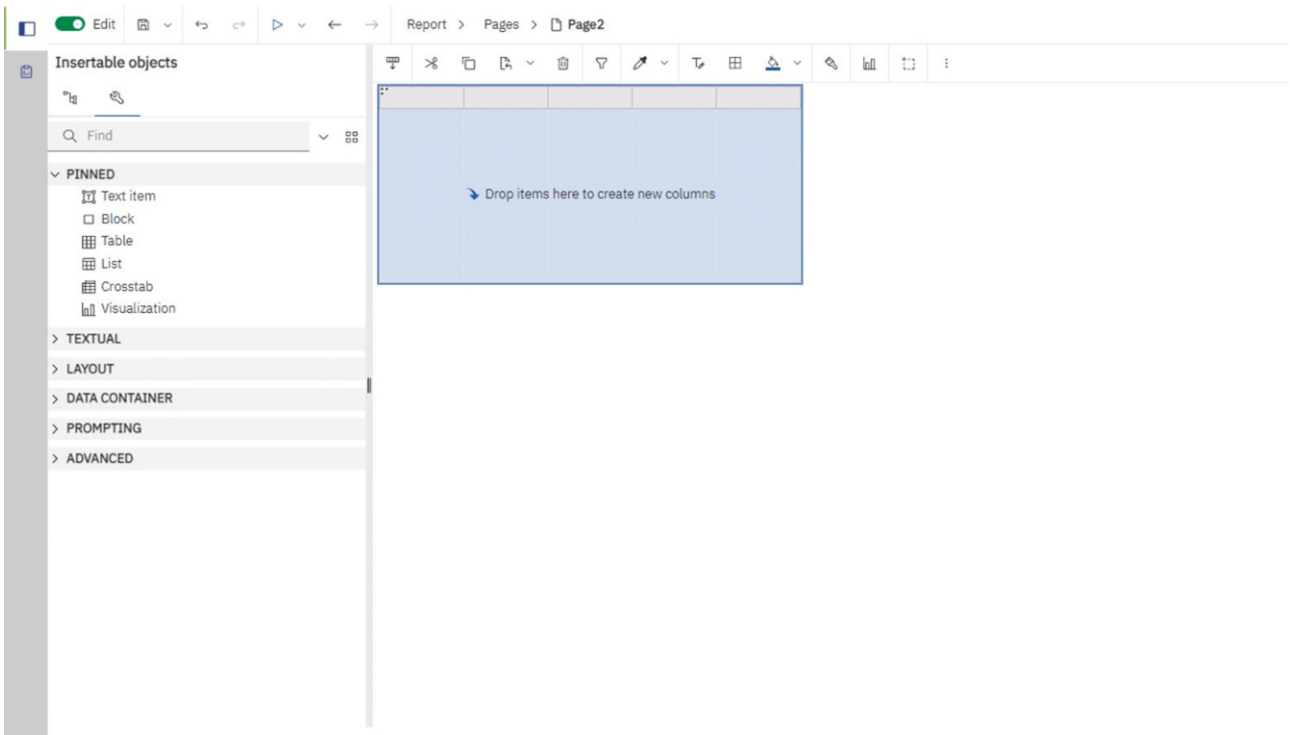 Edit
Report > Pages > Page2
Insertable objects
Find
PINNED
Text item
Block
Table
List
Crosstab
Visualization
TEXTUAL
LAYOUT
DATA CONTAINER
PROMPTING
ADVANCED
Drop items here to create new columns